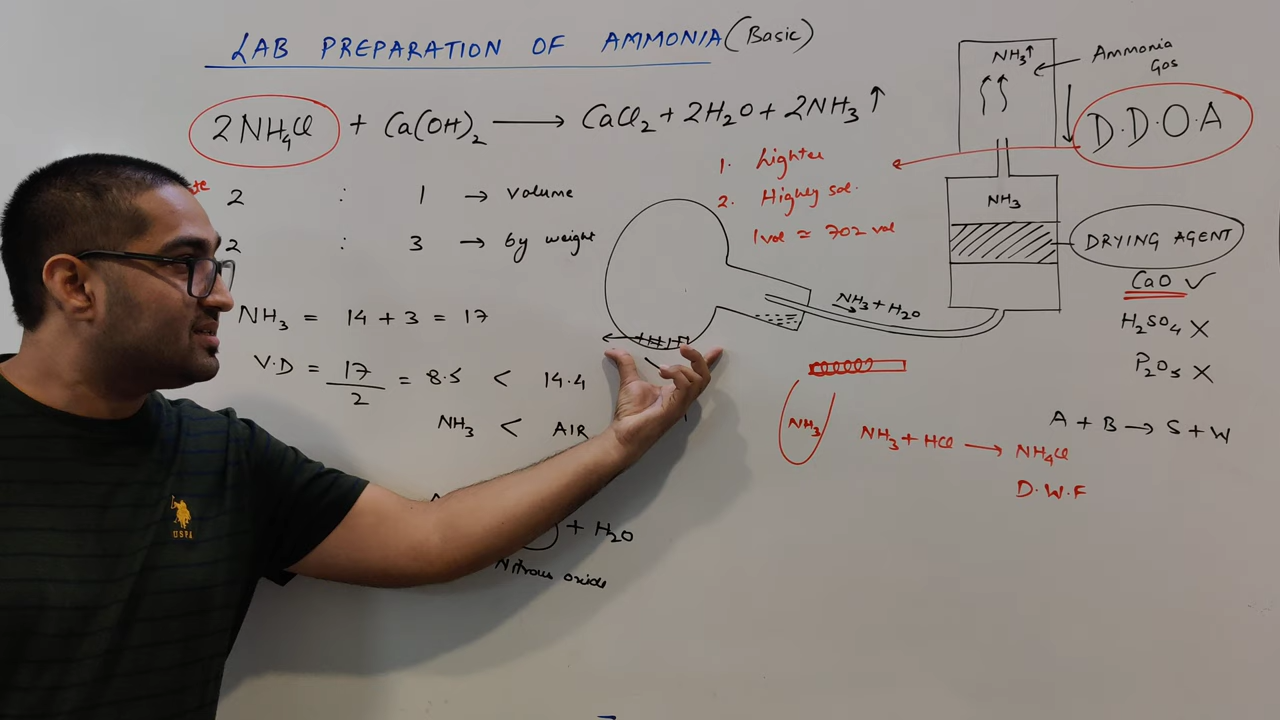 LAB PREPARATION OF AMMONIA (Basic)
2NH4Cl + Ca(OH)2 ⟶ CaCl2 + 2H2O + 2NH3 ↑
2 : 1 → volume
2 : 3 → by weight
NH3 = 14 + 3 = 17
V.D = 17/2 = 8.5 < 14.4
NH3 < AIR
+ H2O
Nitrous oxide
1. Lighter
2. Highly sol.
1 vol ≃ 702 vol
NH3 + H2O
NH3↑
Ammonia
Gas
D.D.O.A
NH3
DRYING AGENT
CaO ✓
H2SO4 ×
P2O5 ×
A + B → S + W
NH3
NH3 + HCl → NH4Cl
D.W.F
USPA